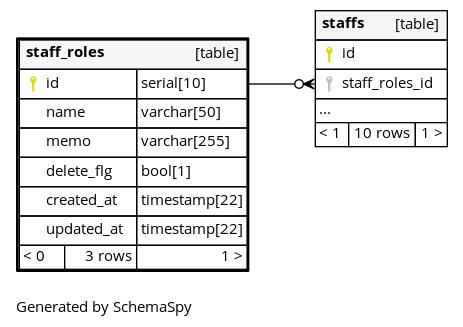 staff_roles [table]
id serial[10]
name varchar[50]
memo varchar[255]
delete_flg bool[1]
created_at timestamp[22]
updated_at timestamp[22]
< 0 3 rows 1 >
staffs [table]
id
staff_roles_id
...
< 1 10 rows 1 >
Generated by SchemaSpy